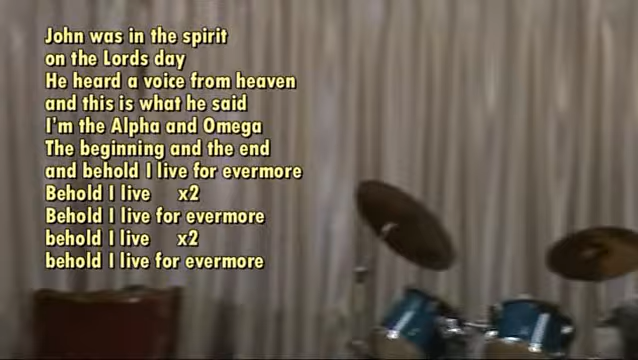 John was in the spirit
on the Lords day
He heard a voice from heaven
and this is what he said
I'm the Alpha and Omega
The beginning and the end
and behold I live for evermore
Behold I live x2
Behold I live for evermore
behold I live x2
behold I live for evermore